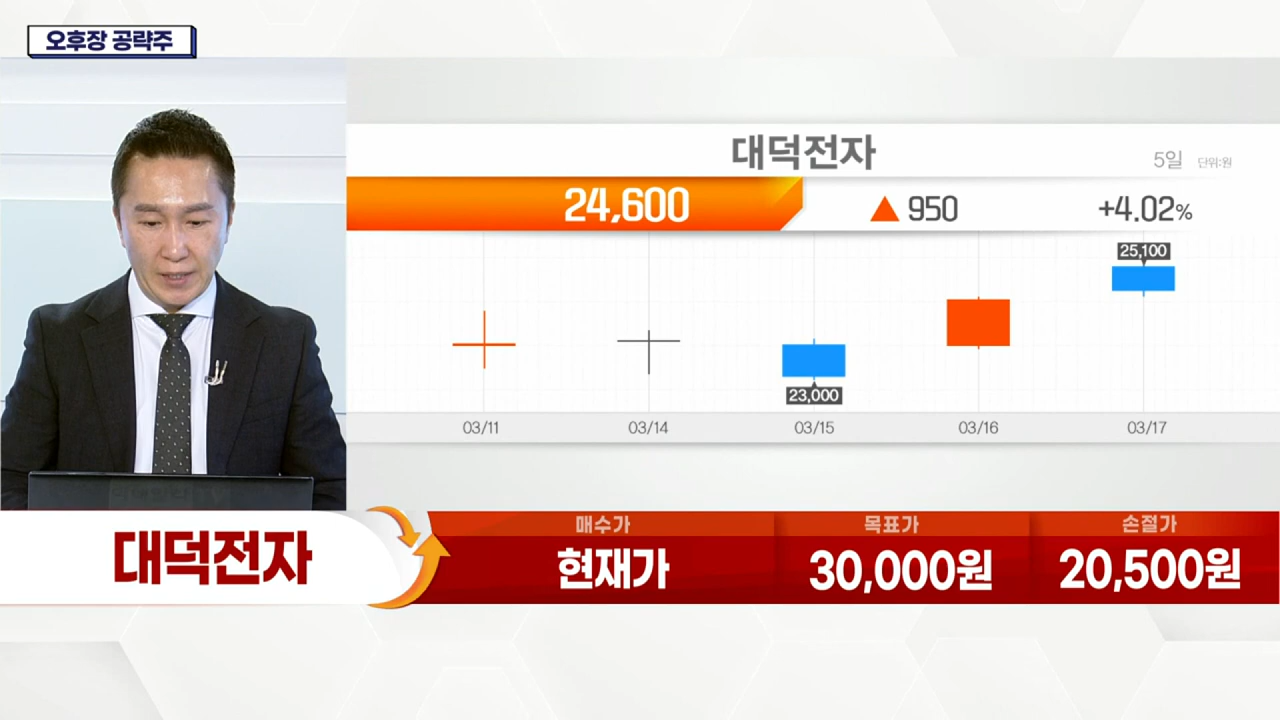 오후장 공략주
대덕전자
5일 단위:원
24,600 ▲ 950 +4.02%
25,100
23,000
03/11 03/14 03/15 03/16 03/17
대덕전자
매수가 목표가 손절가
현재가 30,000원 20,500원